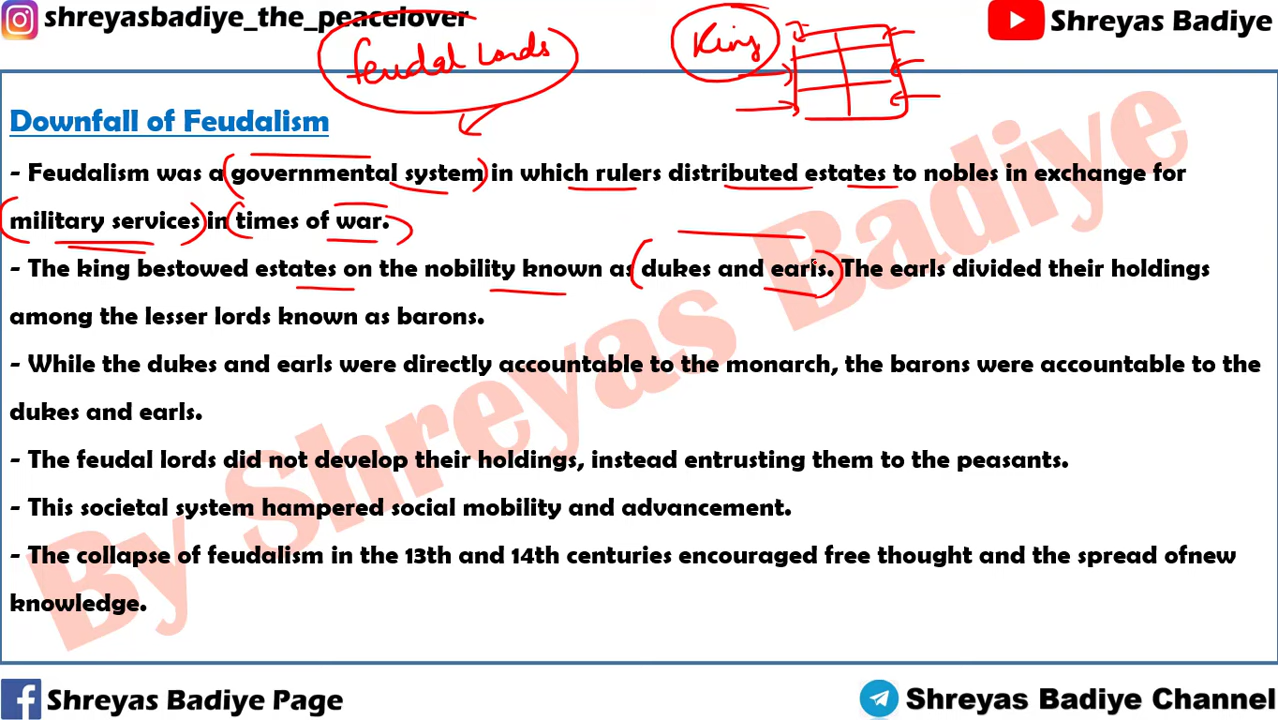 shreyasbadiye_the_peacelover
Shreyas Badiye
feudal lords
King
Downfall of Feudalism
- Feudalism was a governmental system in which rulers distributed estates to nobles in exchange for
military services in times of war.
- The king bestowed estates on the nobility known as dukes and earls. The earls divided their holdings
among the lesser lords known as barons.
- While the dukes and earls were directly accountable to the monarch, the barons were accountable to the
dukes and earls.
- The feudal lords did not develop their holdings, instead entrusting them to the peasants.
- This societal system hampered social mobility and advancement.
- The collapse of feudalism in the 13th and 14th centuries encouraged free thought and the spread ofnew
knowledge.
By Shreyas Badiye
Shreyas Badiye Page
Shreyas Badiye Channel